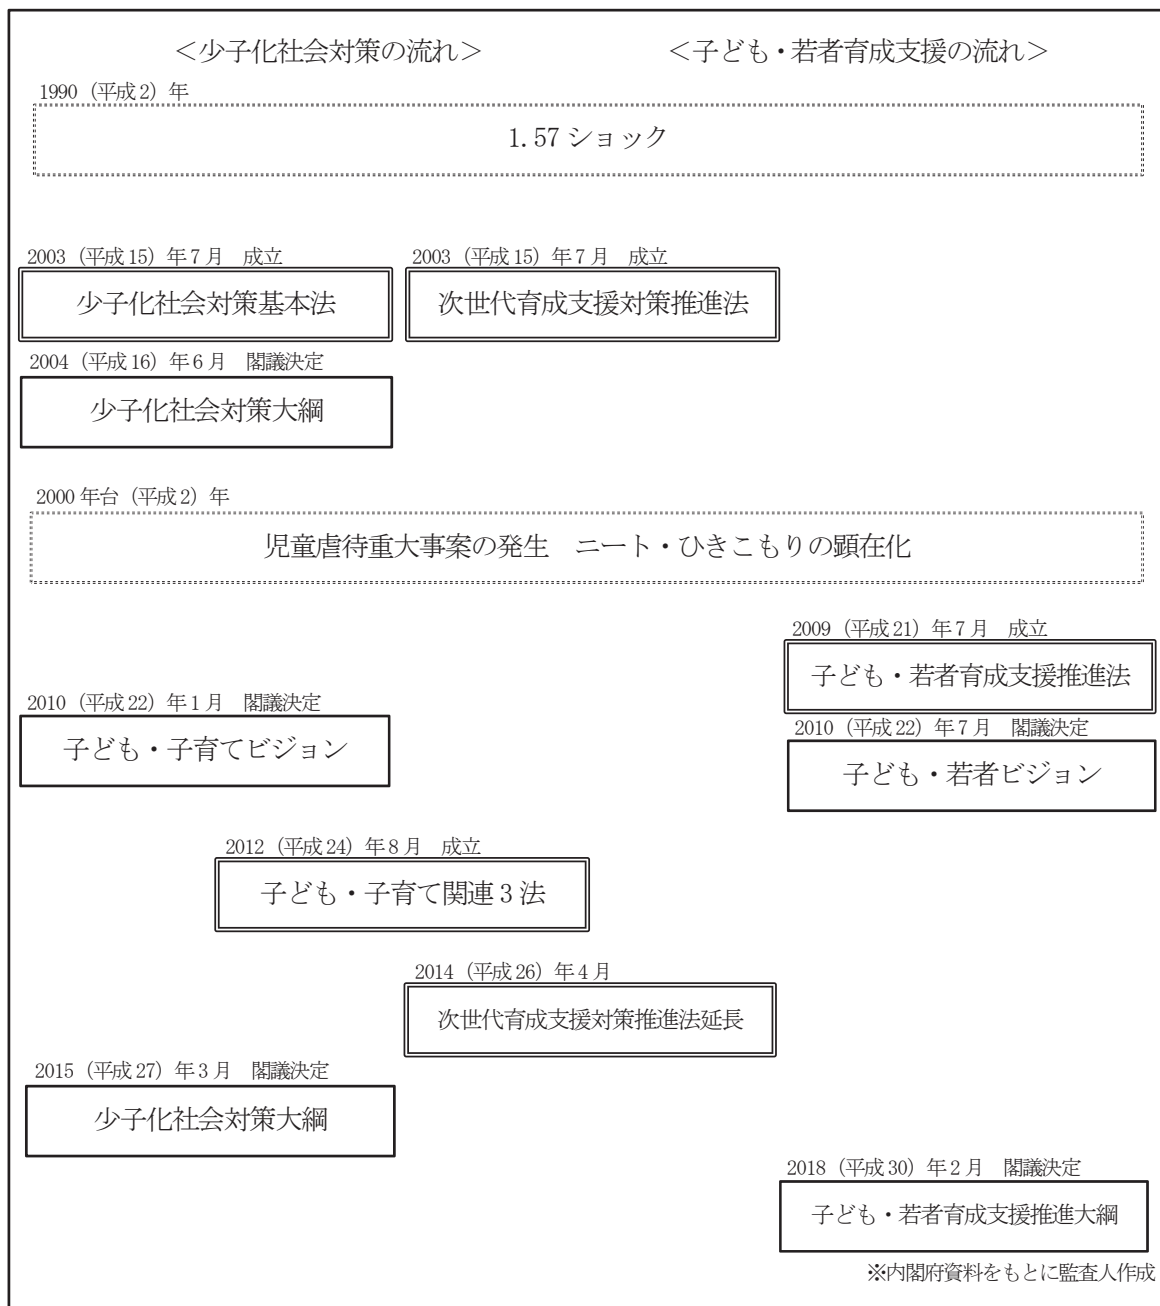 ＜少子化社会対策の流れ＞
＜子ども・若者育成支援の流れ＞
1990（平成2）年
1.57 ショック
2003（平成15）年7月　成立
少子化社会対策基本法
2003（平成15）年7月　成立
次世代育成支援対策推進法
2004（平成16）年6月　閣議決定
少子化社会対策大綱
2000年台（平成2）年
児童虐待重大事案の発生　ニート・ひきこもりの顕在化
2009（平成21）年7月　成立
子ども・若者育成支援推進法
2010（平成22）年1月　閣議決定
子ども・子育てビジョン
2010（平成22）年7月　閣議決定
子ども・若者ビジョン
2012（平成24）年8月　成立
子ども・子育て関連3法
2014（平成26）年4月
次世代育成支援対策推進法延長
2015（平成27）年3月　閣議決定
少子化社会対策大綱
2018（平成30）年2月　閣議決定
子ども・若者育成支援推進大綱
※内閣府資料をもとに監査人作成